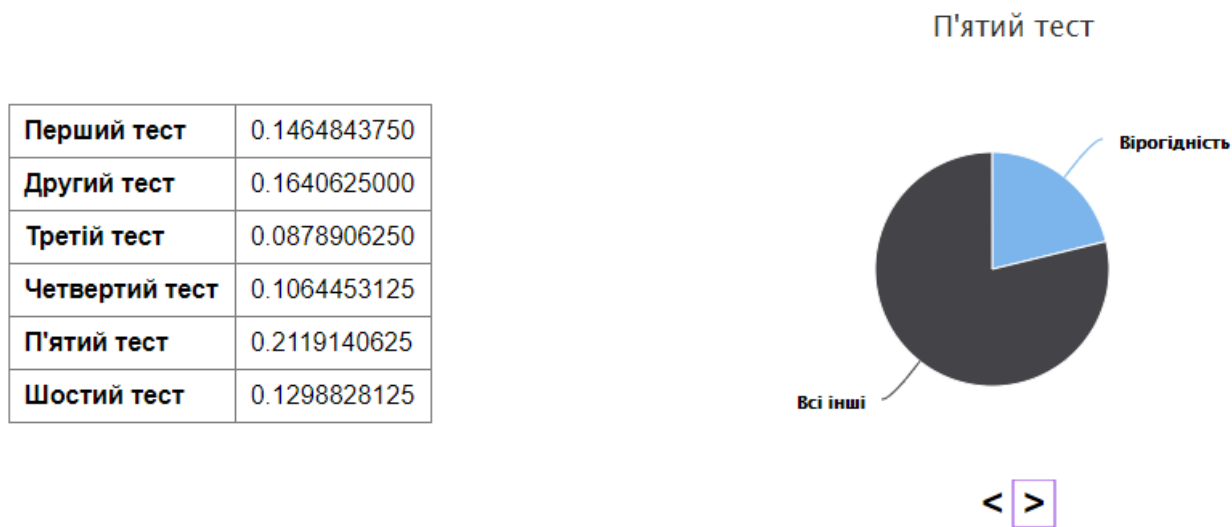 П'ятий тест
Перший тест 0.1464843750
Другий тест 0.1640625000
Третій тест 0.0878906250
Четвертий тест 0.1064453125
П'ятий тест 0.2119140625
Шостий тест 0.1298828125
Вірогідність
Всі інші
< >